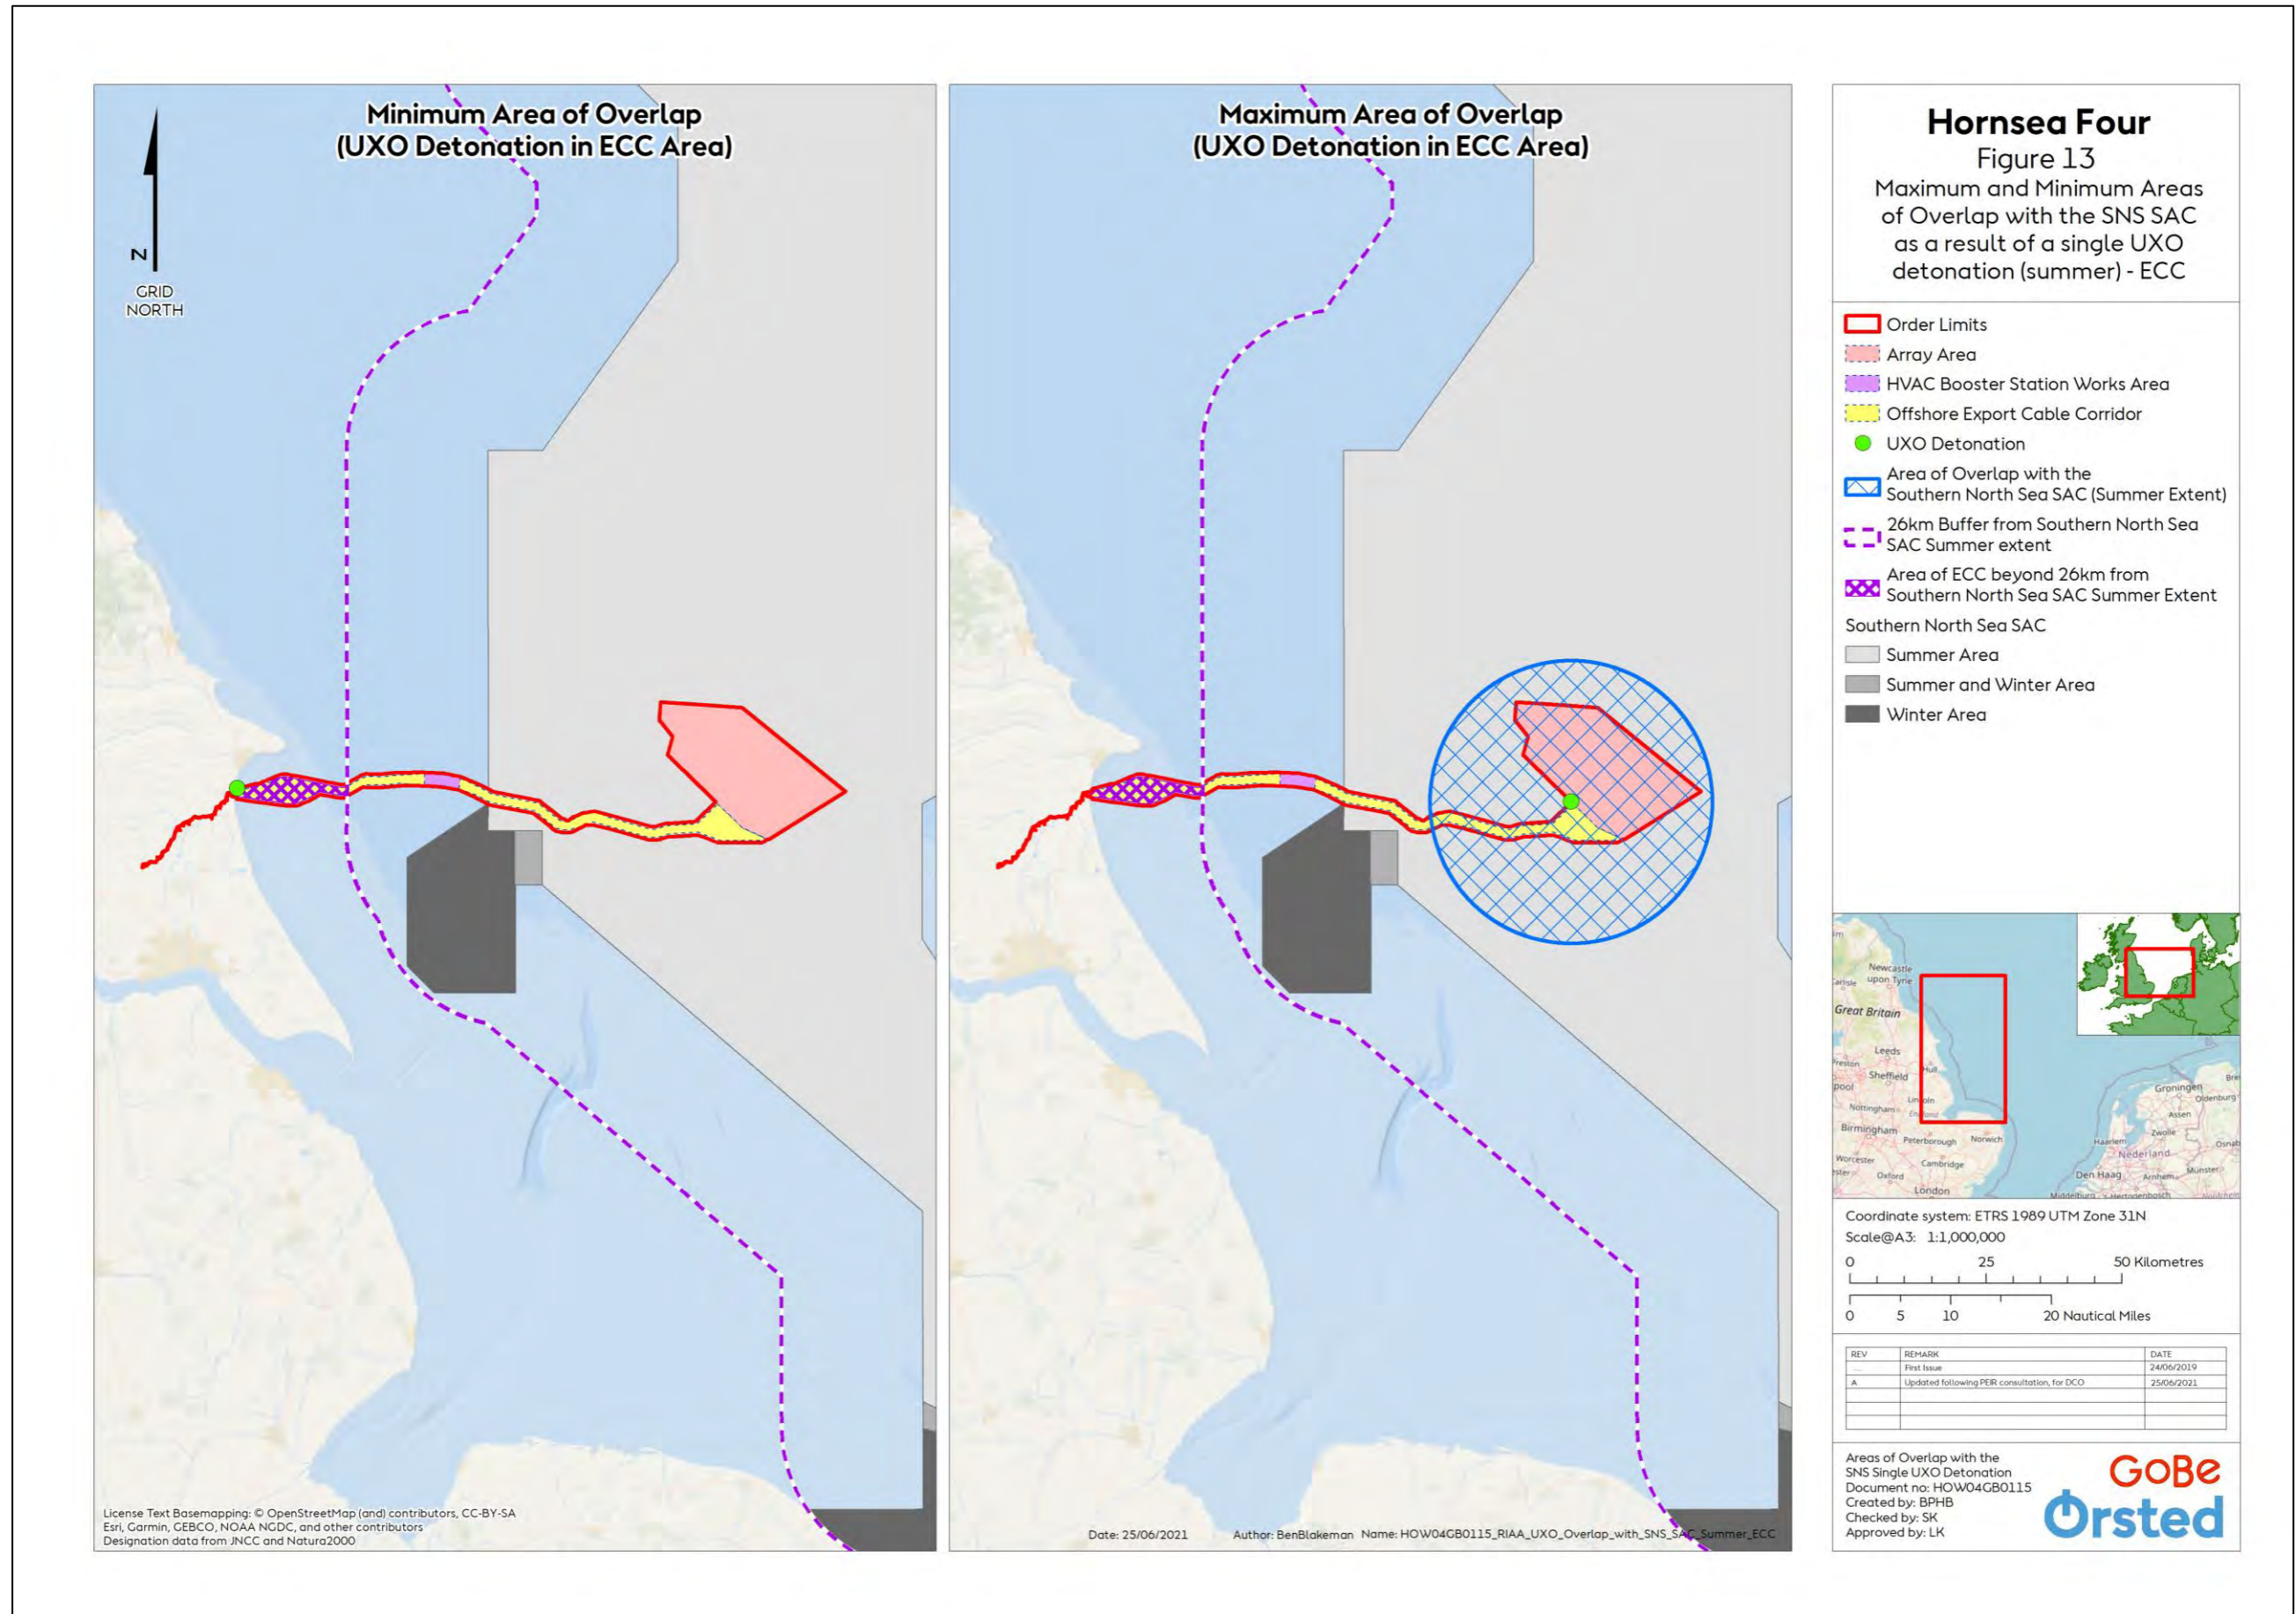 Minimum Area of Overlap
(UXO Detonation in ECC Area)
N
GRID
NORTH
License Text Basemapping: © OpenStreetMap (and) contributors, CC-BY-SA
Esri, Garmin, GEBCO, NOAA NGDC, and other contributors
Designation data from JNCC and Natura2000
Maximum Area of Overlap
(UXO Detonation in ECC Area)
Date: 25/06/2021 Author: BenBlakeman Name: HOW04GB0115_RIAA_UXO_Overlap_with_SNS_SAC_Summer_ECC
Hornsea Four
Figure 13
Maximum and Minimum Areas
of Overlap with the SNS SAC
as a result of a single UXO
detonation (summer) - ECC
Order Limits
Array Area
HVAC Booster Station Works Area
Offshore Export Cable Corridor
UXO Detonation
Area of Overlap with the
Southern North Sea SAC (Summer Extent)
26km Buffer from Southern North Sea
SAC Summer extent
Area of ECC beyond 26km from
Southern North Sea SAC Summer Extent
Southern North Sea SAC
Summer Area
Summer and Winter Area
Winter Area
Newcastle
upon Tyne
Great Britain
Leeds
Hull
Sheffield
Lincoln
Nottingham
England
Birmingham
Peterborough
Norwich
Worcester
Cambridge
Oxford
London
Groningen
Oldenburg
Assen
Zwolle
Haarlem
Nederland
Den Haag
Arnhem
Münster
Coordinate system: ETRS 1989 UTM Zone 31N
Scale@A3: 1:1,000,000
0 25 50 Kilometres
0 5 10 20 Nautical Miles
REV REMARK DATE
First Issue 24/06/2019
A Updated following PEIR consultation, for DCO 25/06/2021
Areas of Overlap with the
SNS Single UXO Detonation
Document no: HOW04GB0115
Created by: BPHB
Checked by: SK
Approved by: LK
GOBe
Orsted